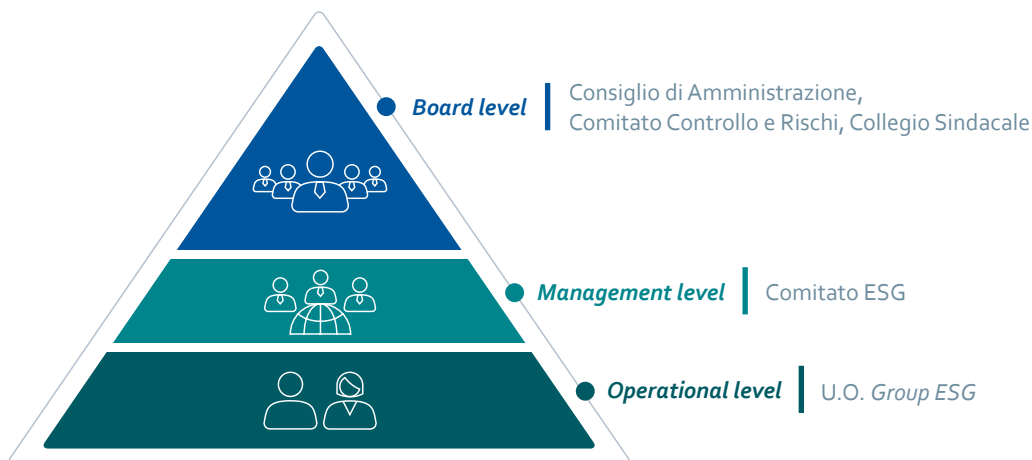 Board level
Consiglio di Amministrazione,
Comitato Controllo e Rischi, Collegio Sindacale
Management level
Comitato ESG
Operational level
U.O. Group ESG